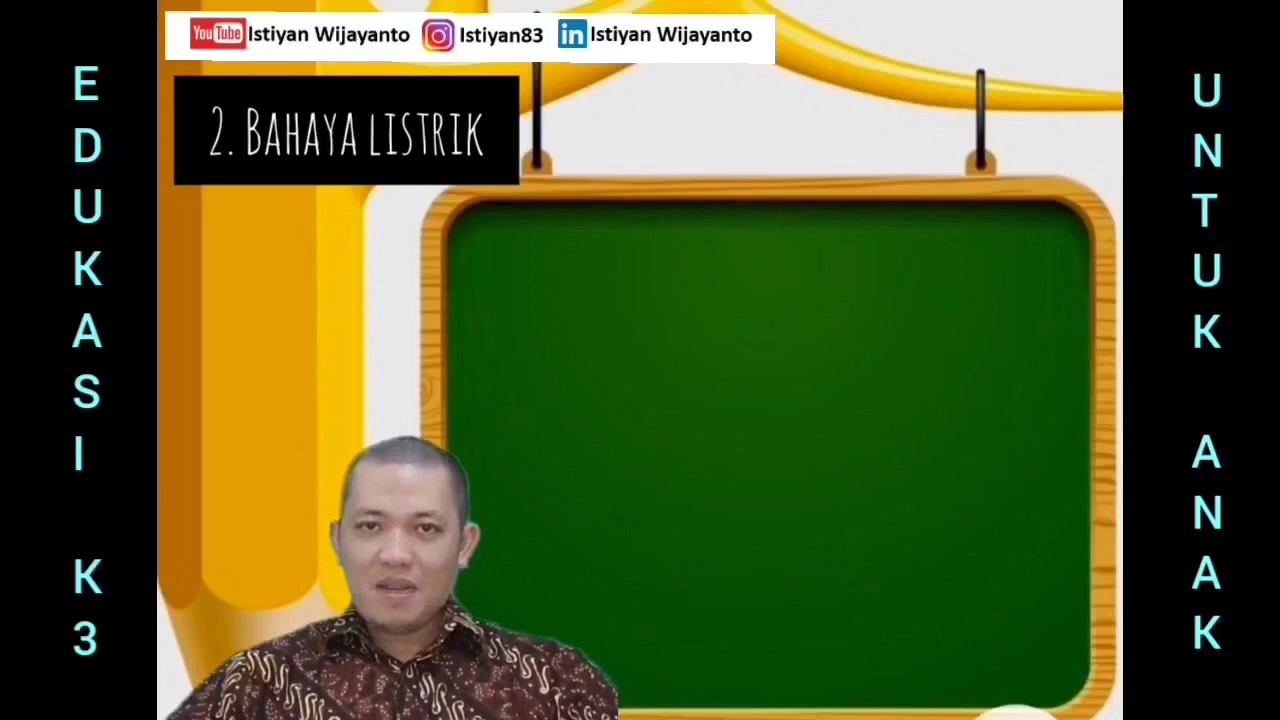 YouTube Istiyan Wijayanto Istiyan83 in Istiyan Wijayanto
2. BAHAYA LISTRIK
EDUKASI K3
UNTUK ANAK